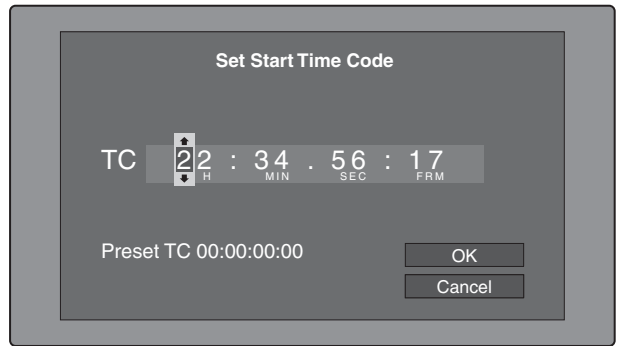 Set Start Time Code
TC 22 : 34 . 56 : 17
H MIN SEC FRM
Preset TC 00:00:00:00
OK
Cancel